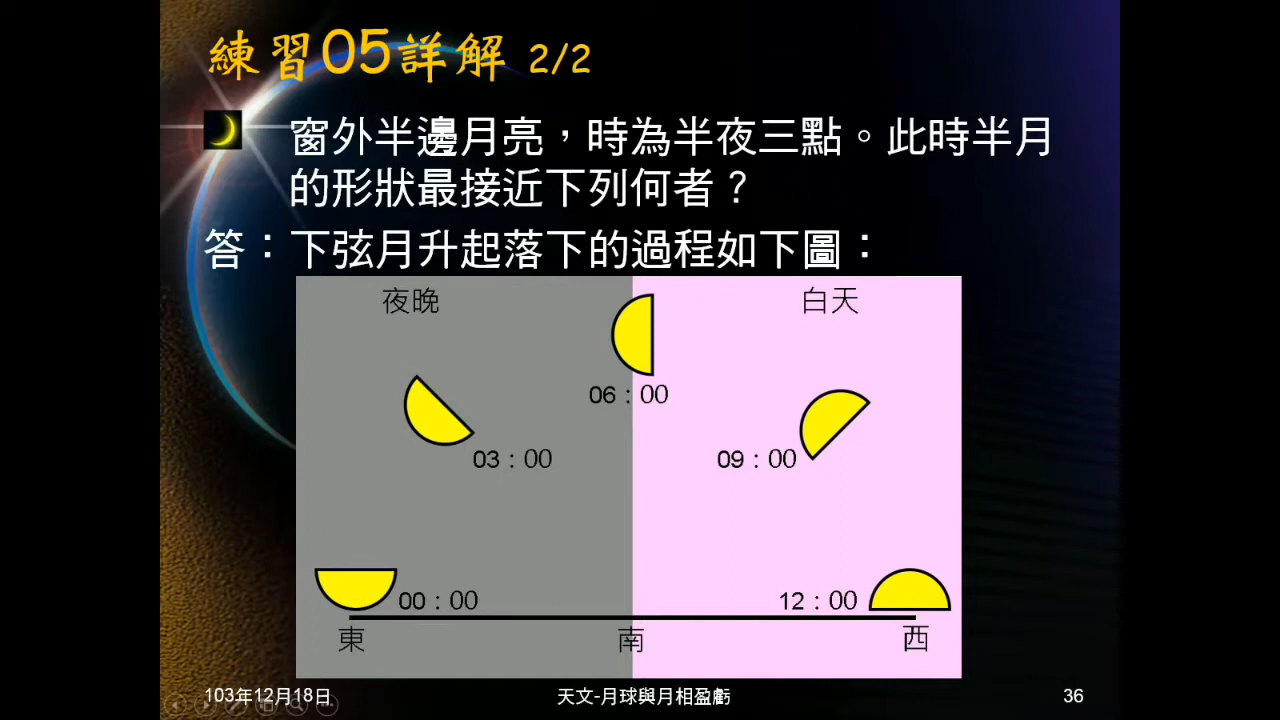 練習05詳解 2/2
窗外半邊月亮，時為半夜三點。此時半月
的形狀最接近下列何者？
答：下弦月升起落下的過程如下圖：
夜晚
白天
06：00
03：00
09：00
00：00
12：00
東
南
西
103年12月18日
天文-月球與月相盈虧
36